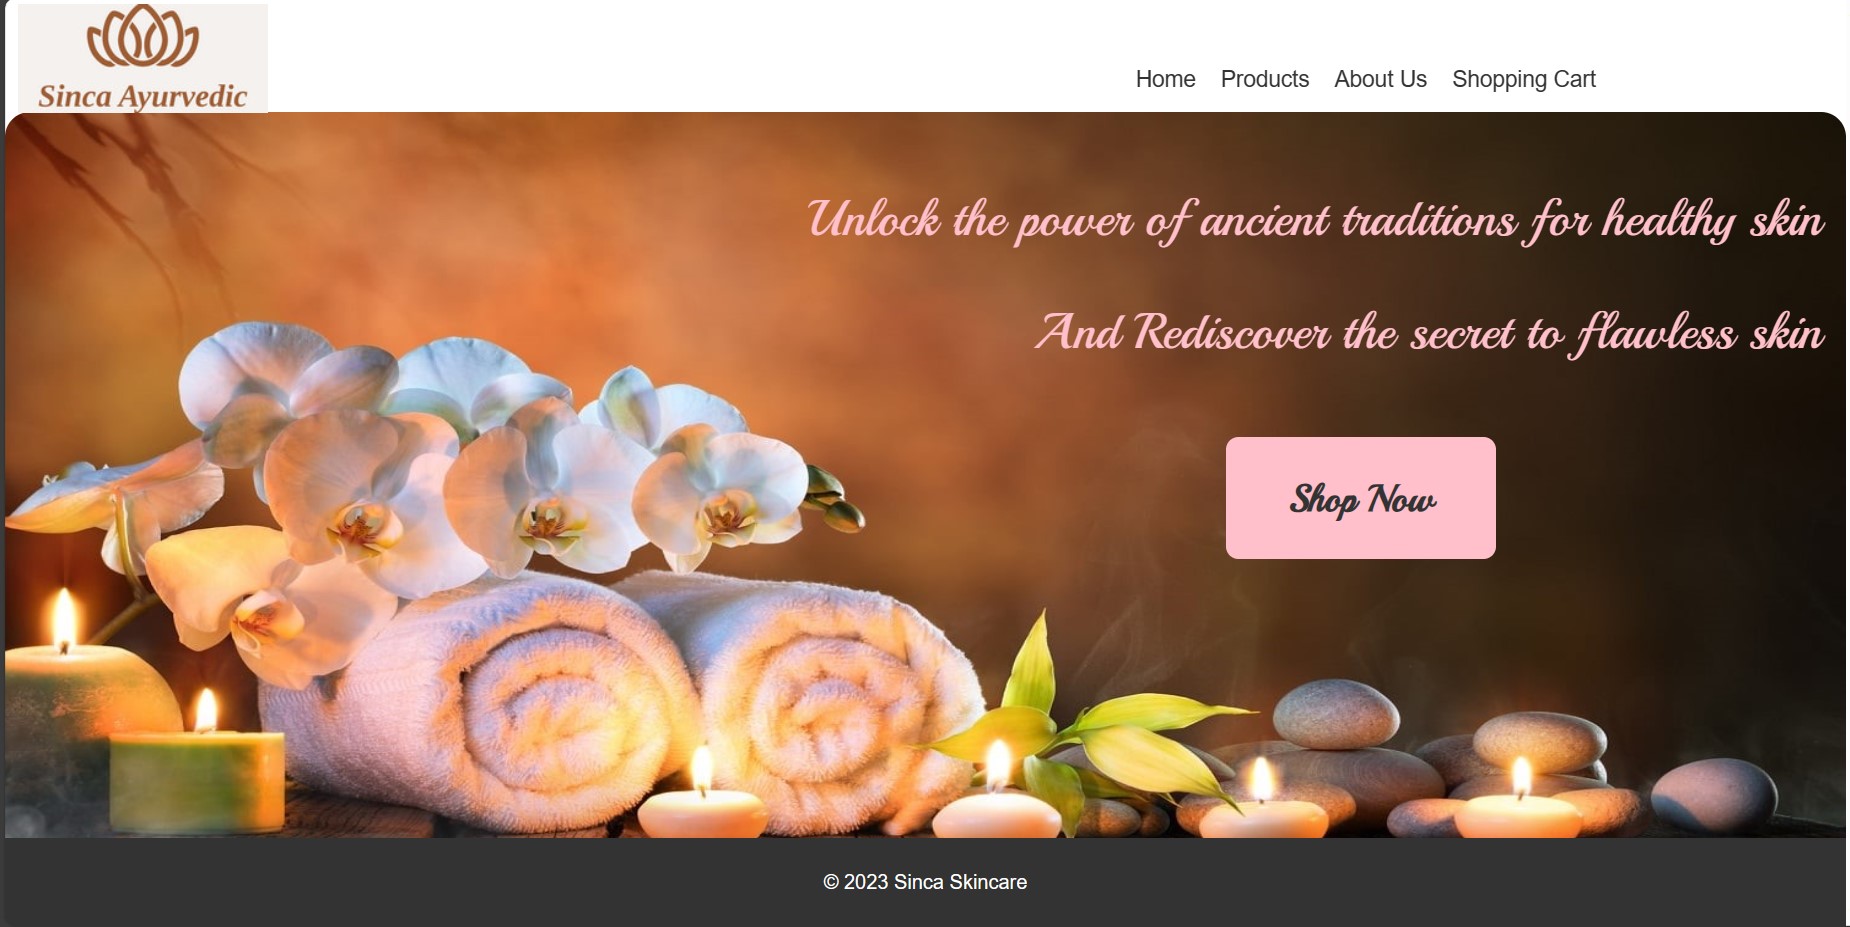 Sinca Ayurvedic
Home Products About Us Shopping Cart
Unlock the power of ancient traditions for healthy skin
And Rediscover the secret to flawless skin
Shop Now
© 2023 Sinca Skincare